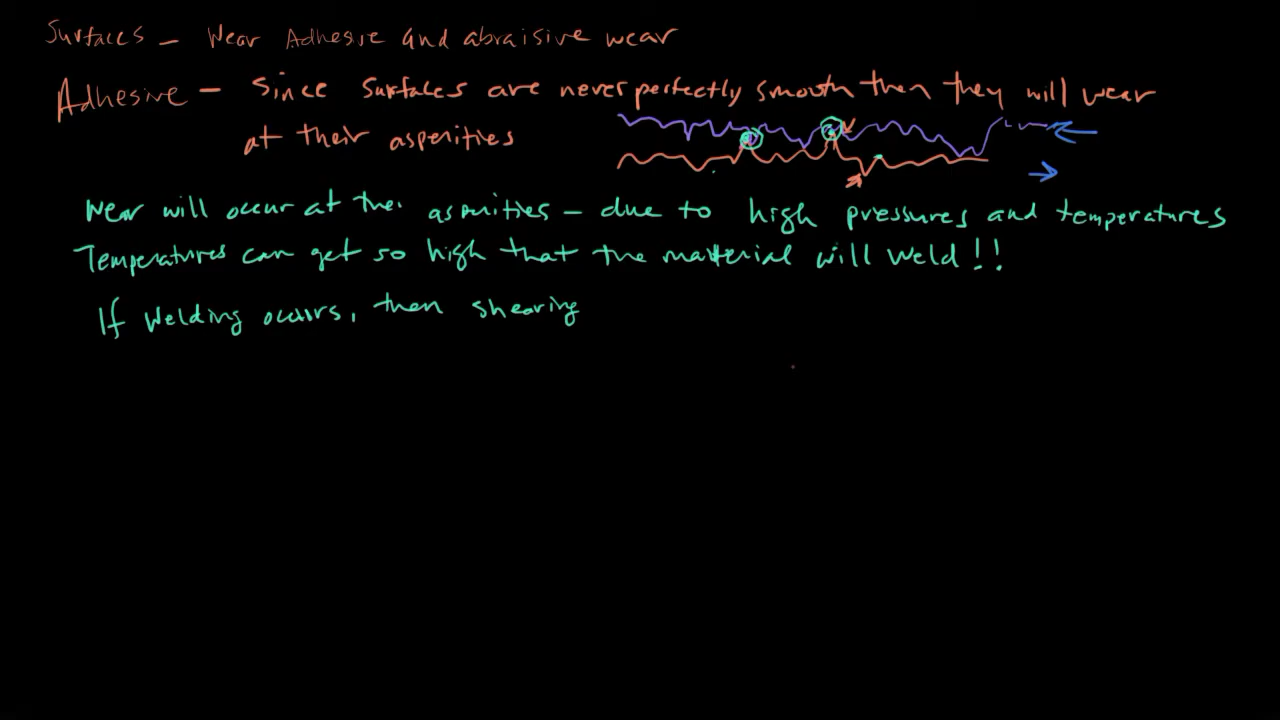 Surfaces - Wear Adhesie and abraisive wear
Adhesive - Since surfaces are never perfectly smooth then they will wear
at their asperities
Wear will occur at the asperities - due to high pressures and temperatures
Temperatures can get so high that the material will weld!!
If welding occurs, then shearing